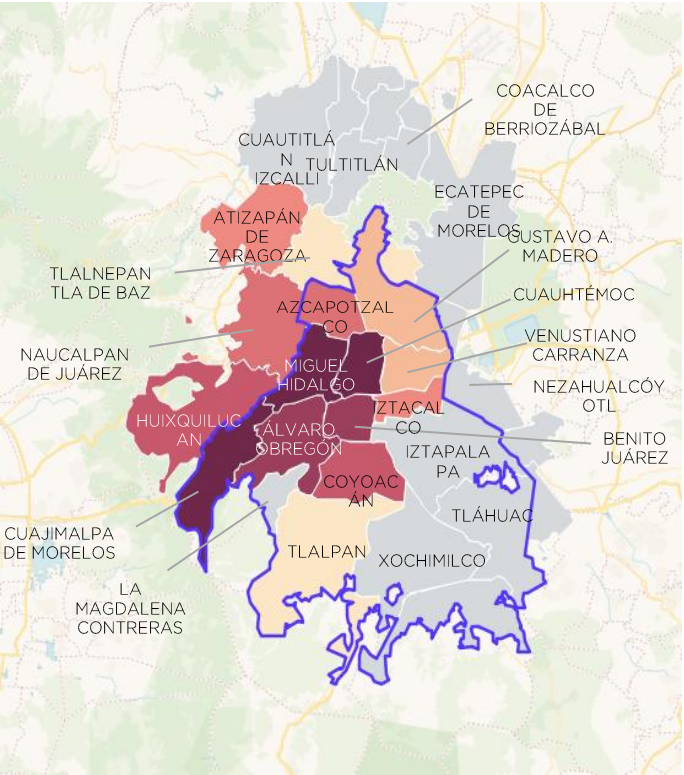 COACALCO
DE
BERRIOZÁBAL
CUAUTITLÁ
N
IZCALLI
TULTITLÁN
ECATEPEC
DE
MORELOS
ATIZAPÁN
DE
ZARAGOZA
GUSTAVO A.
MADERO
TLALNEPAN
TLA DE BAZ
CUAUHTÉMOC
AZCAPOTZAL
CO
VENUSTIANO
CARRANZA
NAUCALPAN
DE JUÁREZ
MIGUEL
HIDALGO
NEZAHUALCÓY
OTL
HUIXQUILUC
AN
IZTACAL
CO
ÁLVARO
OBREGÓN
BENITO
JUÁREZ
IZTAPALA
PA
COYOAC
ÁN
TLÁHUAC
CUAJIMALPA
DE MORELOS
TLALPAN
XOCHIMILCO
LA
MAGDALENA
CONTRERAS